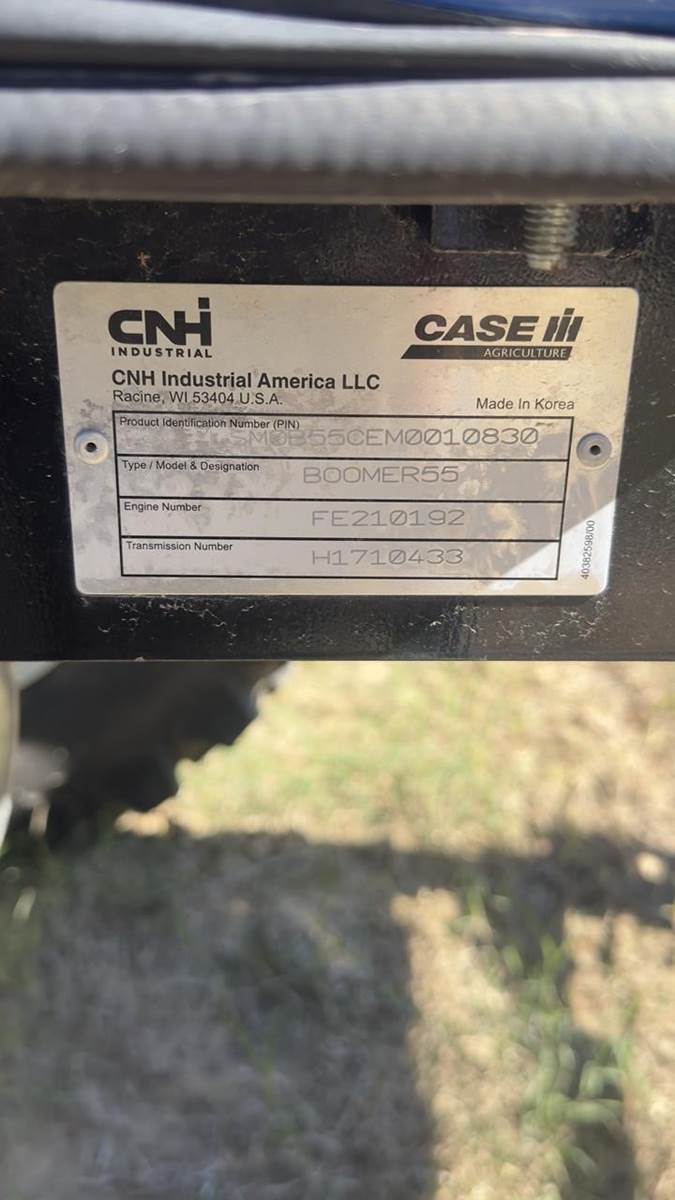 CNH
INDUSTRIAL
CASE IH
AGRICULTURE
CNH Industrial America LLC
Racine, WI 53404 U.S.A.
Made In Korea
Product Identification Number (PIN)
Type / Model & Designation
BOOMER55
Engine Number
FE210192
Transmission Number
H1710433
40382598/00